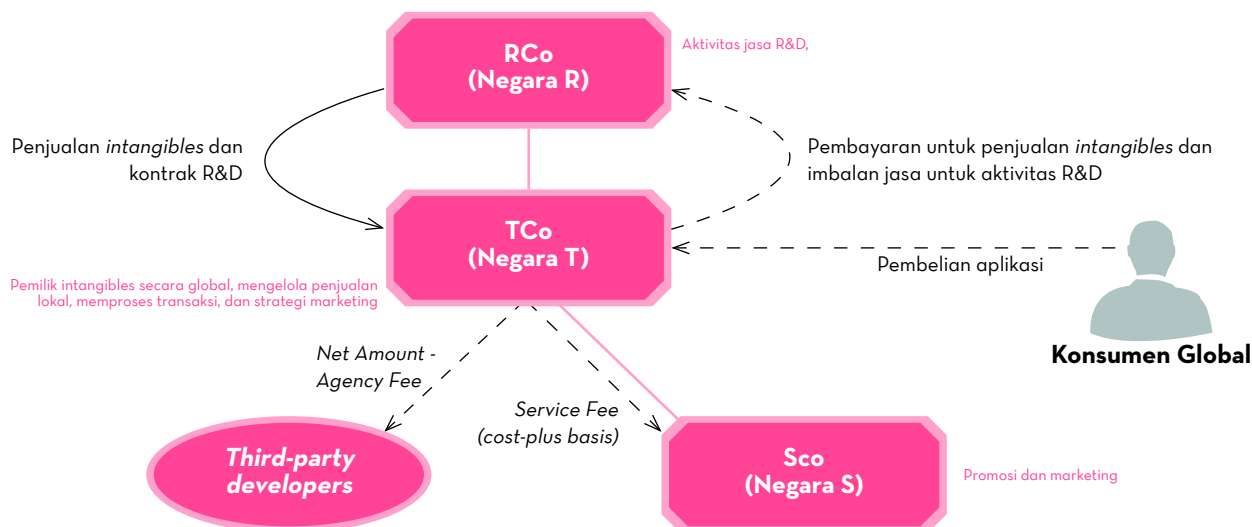 RCo
(Negara R)
Aktivitas jasa R&D,
Penjualan intangibles dan
kontrak R&D
Pembayaran untuk penjualan intangibles dan
imbalan jasa untuk aktivitas R&D
TCo
(Negara T)
Pembelian aplikasi
Pemilik intangibles secara global, mengelola penjualan
lokal, memproses transaksi, dan strategi marketing
Konsumen Global
Net Amount -
Agency Fee
Service Fee
(cost-plus basis)
Third-party
developers
Sco
(Negara S)
Promosi dan marketing